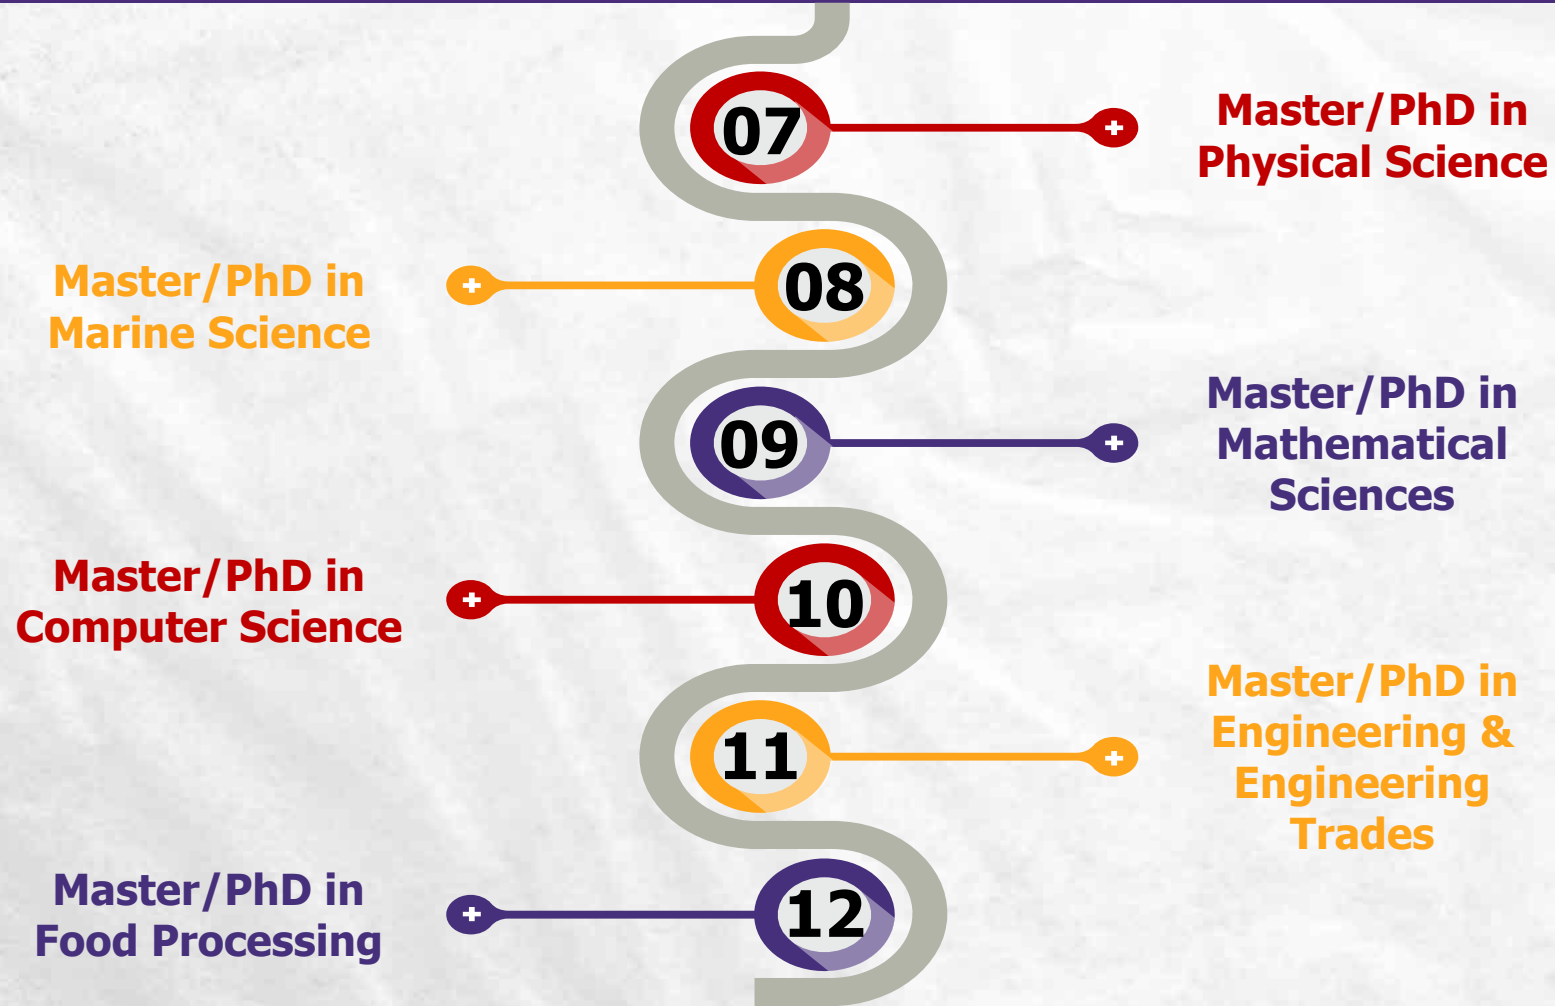 07
Master/PhD in
Physical Science
Master/PhD in
Marine Science
08
09
Master/PhD in
Mathematical
Sciences
Master/PhD in
Computer Science
10
11
Master/PhD in
Engineering &
Engineering
Trades
Master/PhD in
Food Processing
12